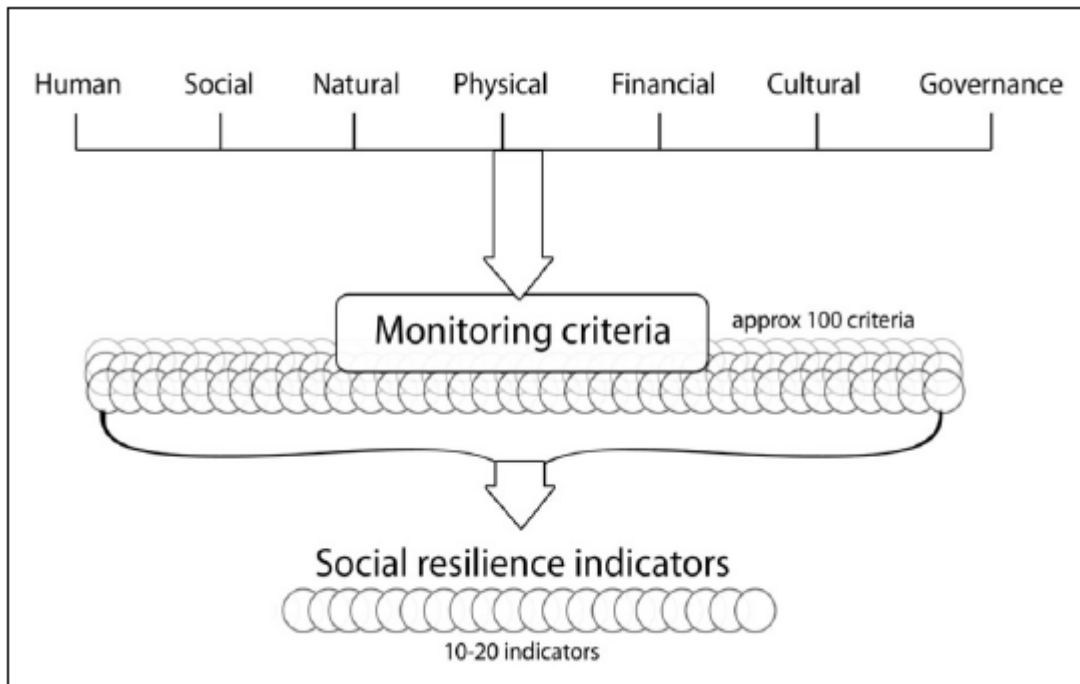 Human Social Natural Physical Financial Cultural Governance
Monitoring criteria
approx 100 criteria
Social resilience indicators
10-20 indicators